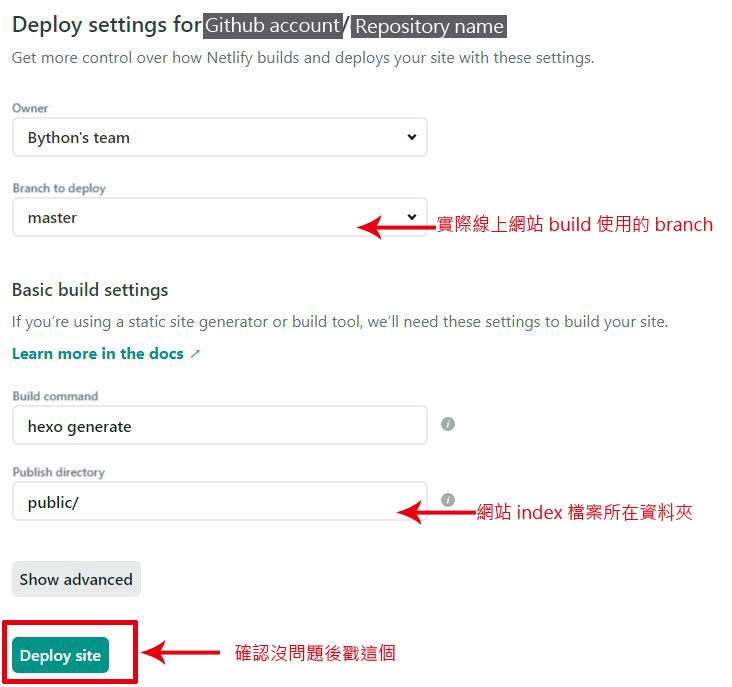 Deploy settings for Github account/Repository name
Get more control over how Netlify builds and deploys your site with these settings.
Owner
Bython's team
Branch to deploy
master
實際線上網站 build 使用的 branch
Basic build settings
If you’re using a static site generator or build tool, we’ll need these settings to build your site.
Learn more in the docs ↗
Build command
hexo generate
Publish directory
public/
網站 index 檔案所在資料夾
Show advanced
Deploy site
確認沒問題後戳這個